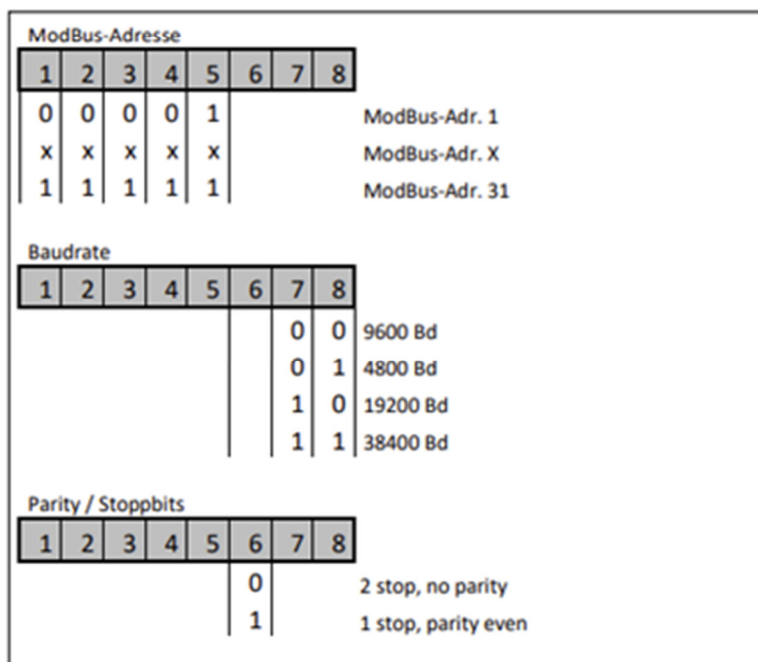 ModBus-Adresse
1 2 3 4 5 6 7 8
0 0 0 0 1 ModBus-Adr. 1
x x x x x ModBus-Adr. X
1 1 1 1 1 ModBus-Adr. 31
Baudrate
1 2 3 4 5 6 7 8
0 0 9600 Bd
0 1 4800 Bd
1 0 19200 Bd
1 1 38400 Bd
Parity / Stoppbits
1 2 3 4 5 6 7 8
0 2 stop, no parity
1 1 stop, parity even